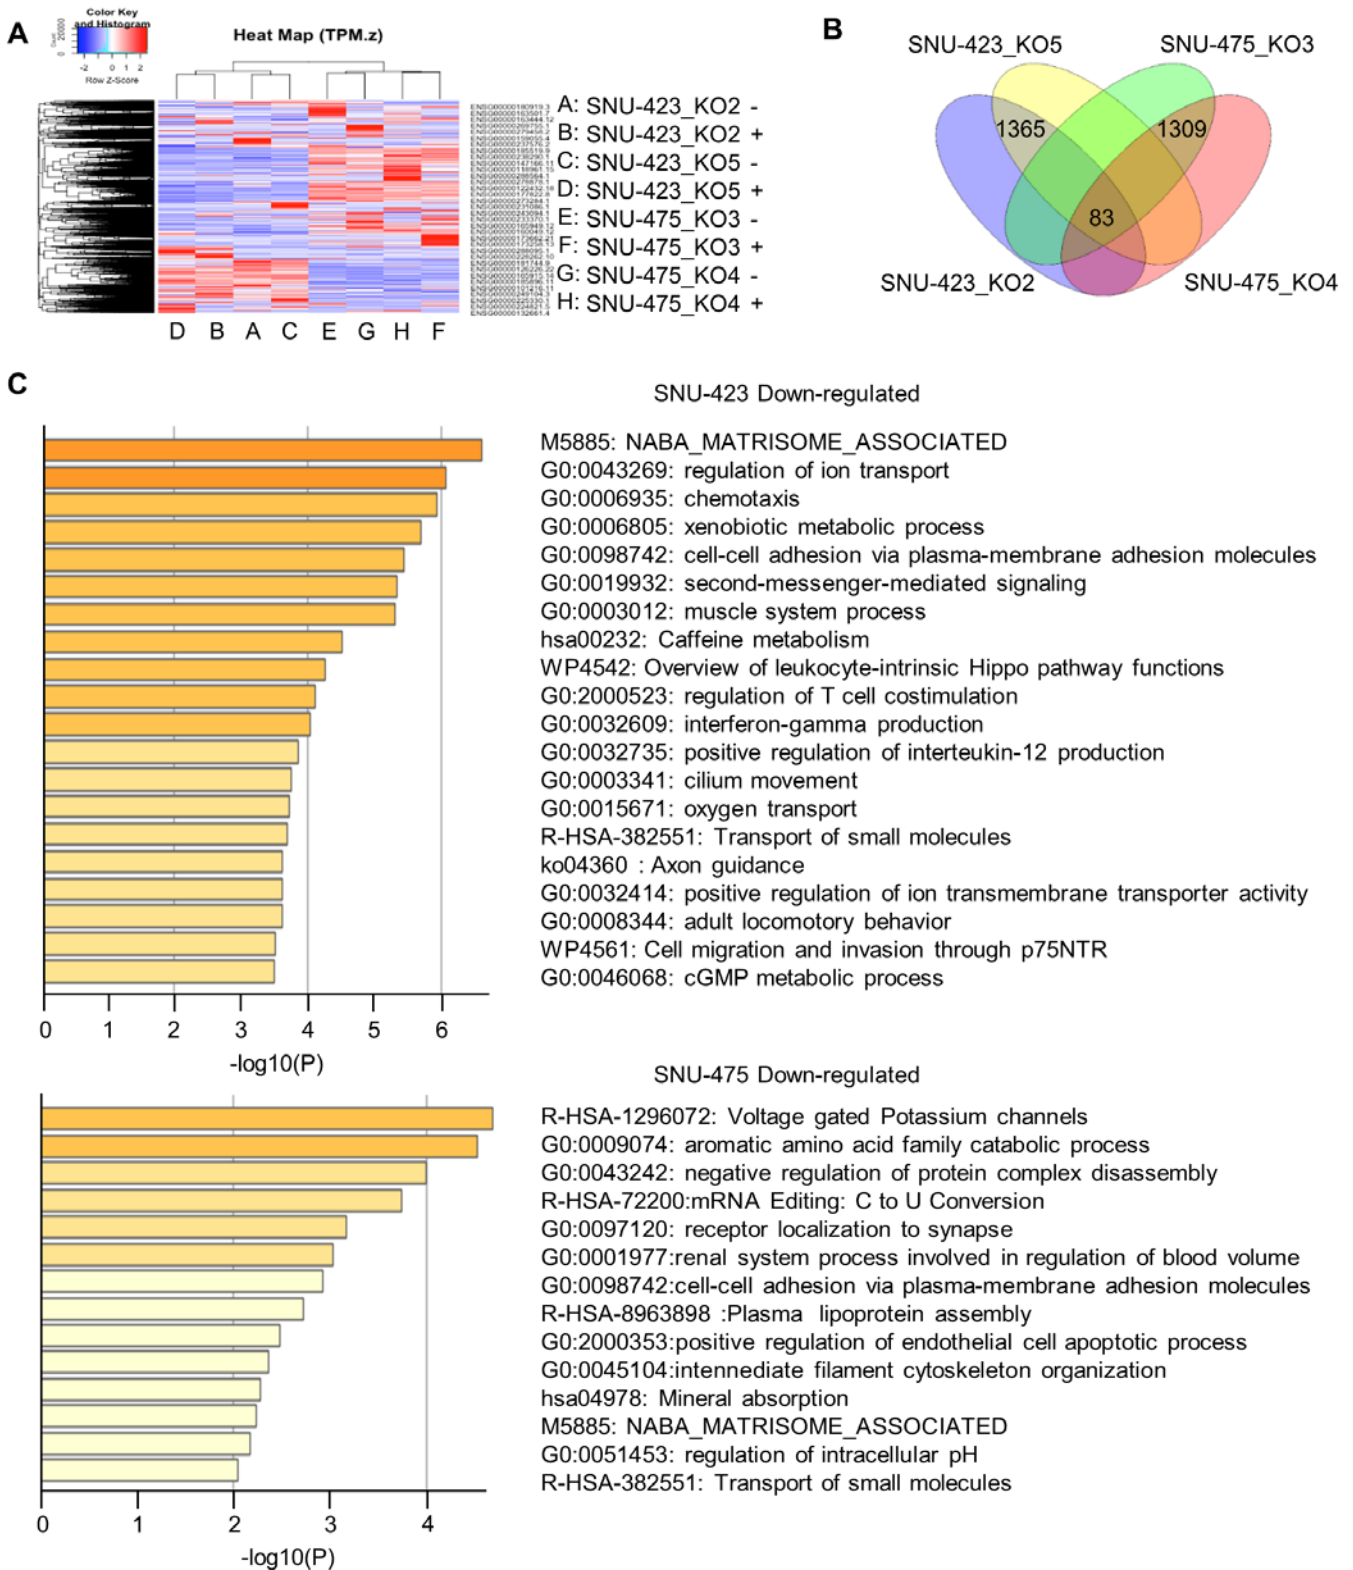 A
Color Key
and Histogram
Count
0 20000
-2 0 1 2
Row Z-Score
Heat Map (TPM.z)
D B A C E G H F
A: SNU-423_KO2 -
B: SNU-423_KO2 +
C: SNU-423_KO5 -
D: SNU-423_KO5 +
E: SNU-475_KO3 -
F: SNU-475_KO3 +
G: SNU-475_KO4 -
H: SNU-475_KO4 +
B
SNU-423_KO5 SNU-475_KO3
1365 1309
83
SNU-423_KO2 SNU-475_KO4
C
SNU-423 Down-regulated
M5885: NABA_MATRISOME_ASSOCIATED
G0:0043269: regulation of ion transport
G0:0006935: chemotaxis
G0:0006805: xenobiotic metabolic process
G0:0098742: cell-cell adhesion via plasma-membrane adhesion molecules
G0:0019932: second-messenger-mediated signaling
G0:0003012: muscle system process
hsa00232: Caffeine metabolism
WP4542: Overview of leukocyte-intrinsic Hippo pathway functions
G0:2000523: regulation of T cell costimulation
G0:0032609: interferon-gamma production
G0:0032735: positive regulation of interteukin-12 production
G0:0003341: cilium movement
G0:0015671: oxygen transport
R-HSA-382551: Transport of small molecules
ko04360 : Axon guidance
G0:0032414: positive regulation of ion transmembrane transporter activity
G0:0008344: adult locomotory behavior
WP4561: Cell migration and invasion through p75NTR
G0:0046068: cGMP metabolic process
0 1 2 3 4 5 6
-log10(P)
SNU-475 Down-regulated
R-HSA-1296072: Voltage gated Potassium channels
G0:0009074: aromatic amino acid family catabolic process
G0:0043242: negative regulation of protein complex disassembly
R-HSA-72200:mRNA Editing: C to U Conversion
G0:0097120: receptor localization to synapse
G0:0001977:renal system process involved in regulation of blood volume
G0:0098742:cell-cell adhesion via plasma-membrane adhesion molecules
R-HSA-8963898 :Plasma lipoprotein assembly
G0:2000353:positive regulation of endothelial cell apoptotic process
G0:0045104:intennediate filament cytoskeleton organization
hsa04978: Mineral absorption
M5885: NABA_MATRISOME_ASSOCIATED
G0:0051453: regulation of intracellular pH
R-HSA-382551: Transport of small molecules
0 1 2 3 4
-log10(P)